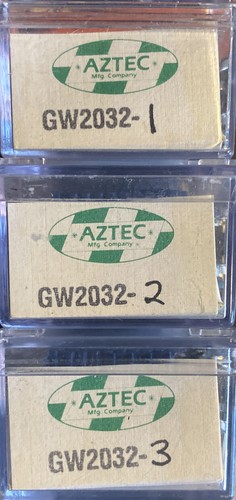 AZTEC
Mfg. Company
GW2032-1
AZTEC
Mfg. Company
GW2032-2
AZTEC
Mfg. Company
GW2032-3